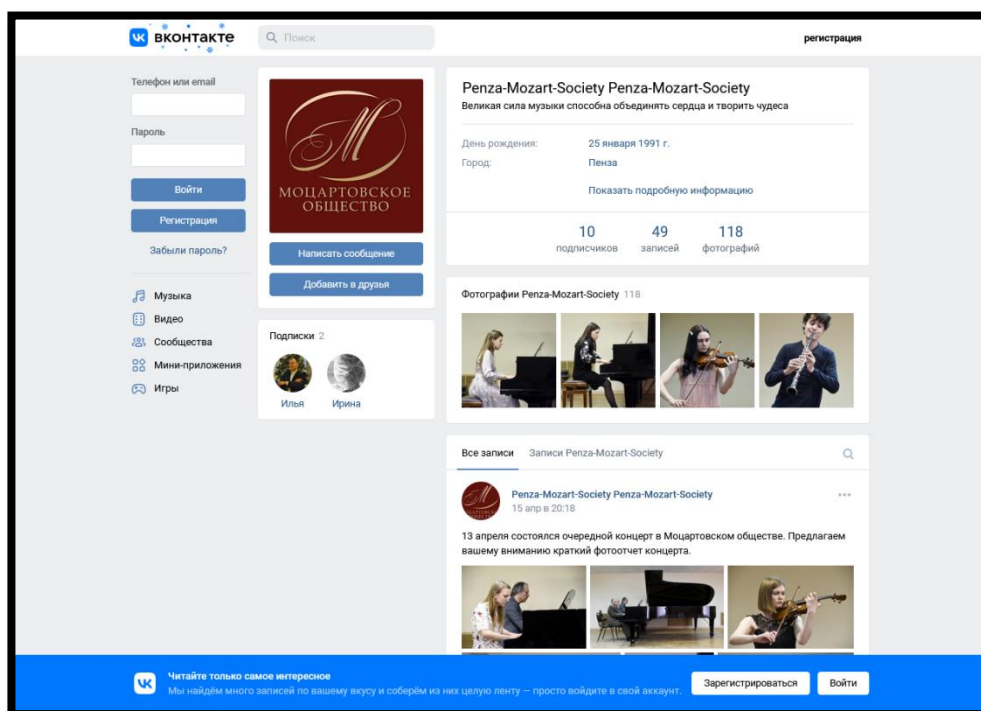 вконтакте
Поиск
регистрация
Телефон или email
Пароль
Войти
Регистрация
Забыли пароль?
Музыка
Видео
Сообщества
Мини-приложения
Игры
М
МОЦАРТОВСКОЕ
ОБЩЕСТВО
Написать сообщение
Добавить в друзья
Подписки 2
Илья Ирина
Penza-Mozart-Society Penza-Mozart-Society
Великая сила музыки способна объединять сердца и творить чудеса
День рождения: 25 января 1991 г.
Город: Пенза
Показать подробную информацию
10 49 118
подписчиков записей фотографий
Фотографии Penza-Mozart-Society 118
Все записи Записи Penza-Mozart-Society
Penza-Mozart-Society Penza-Mozart-Society
15 апр в 20:18
13 апреля состоялся очередной концерт в Моцартовском обществе. Предлагаем
вашему вниманию краткий фотоотчет концерта.
Читайте только самое интересное
Мы найдём много записей по вашему вкусу и соберём из них целую ленту — просто войдите в свой аккаунт.
Зарегистрироваться Войти